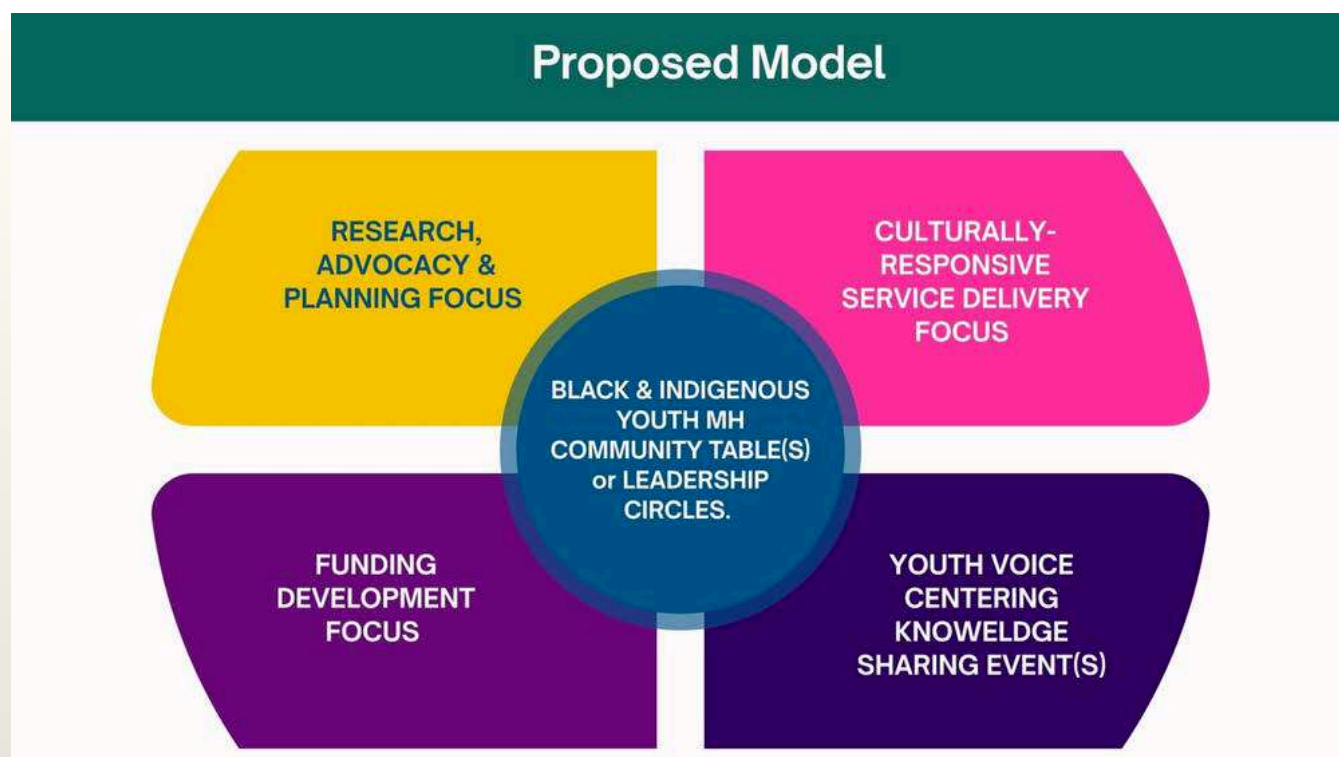 Proposed Model
RESEARCH,
ADVOCACY &
PLANNING FOCUS
CULTURALLY-
RESPONSIVE
SERVICE DELIVERY
FOCUS
BLACK & INDIGENOUS
YOUTH MH
COMMUNITY TABLE(S)
or LEADERSHIP
CIRCLES.
FUNDING
DEVELOPMENT
FOCUS
YOUTH VOICE
CENTERING
KNOWELDGE
SHARING EVENT(S)